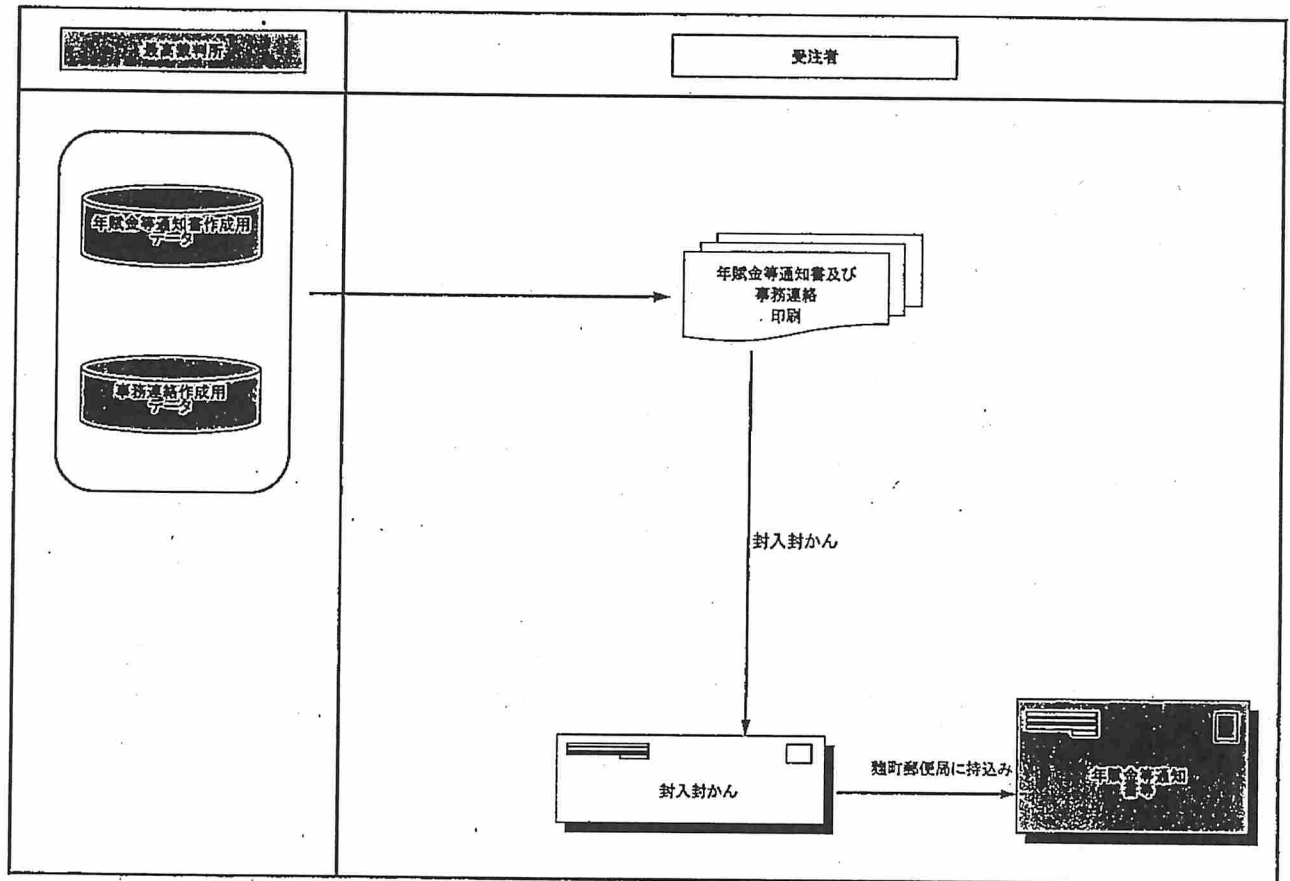 最高裁判所
受注者
年賦金等通知書作成用
データ
事務連絡作成用
データ
年賦金等通知書及び
事務連絡
印刷
封入封かん
封入封かん
麹町郵便局に持込み
年賦金等通知
書等